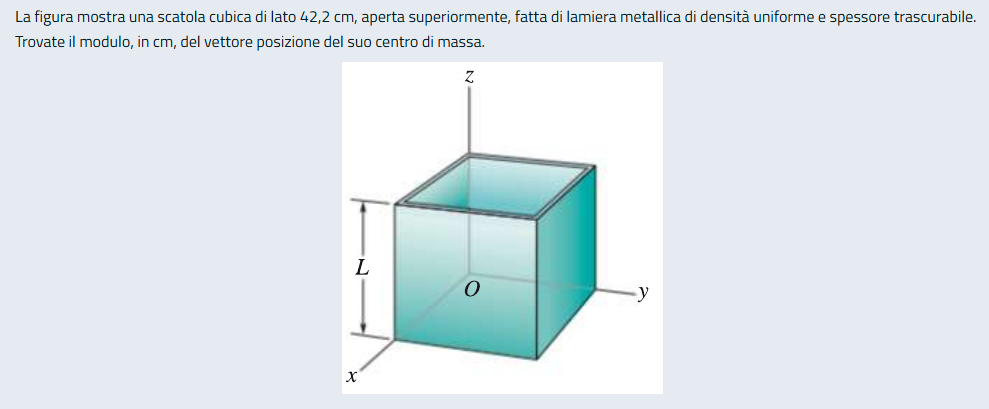 La figura mostra una scatola cubica di lato 42,2 cm, aperta superiormente, fatta di lamiera metallica di densità uniforme e spessore trascurabile.
Trovate il modulo, in cm, del vettore posizione del suo centro di massa.
z
L
O
y
x